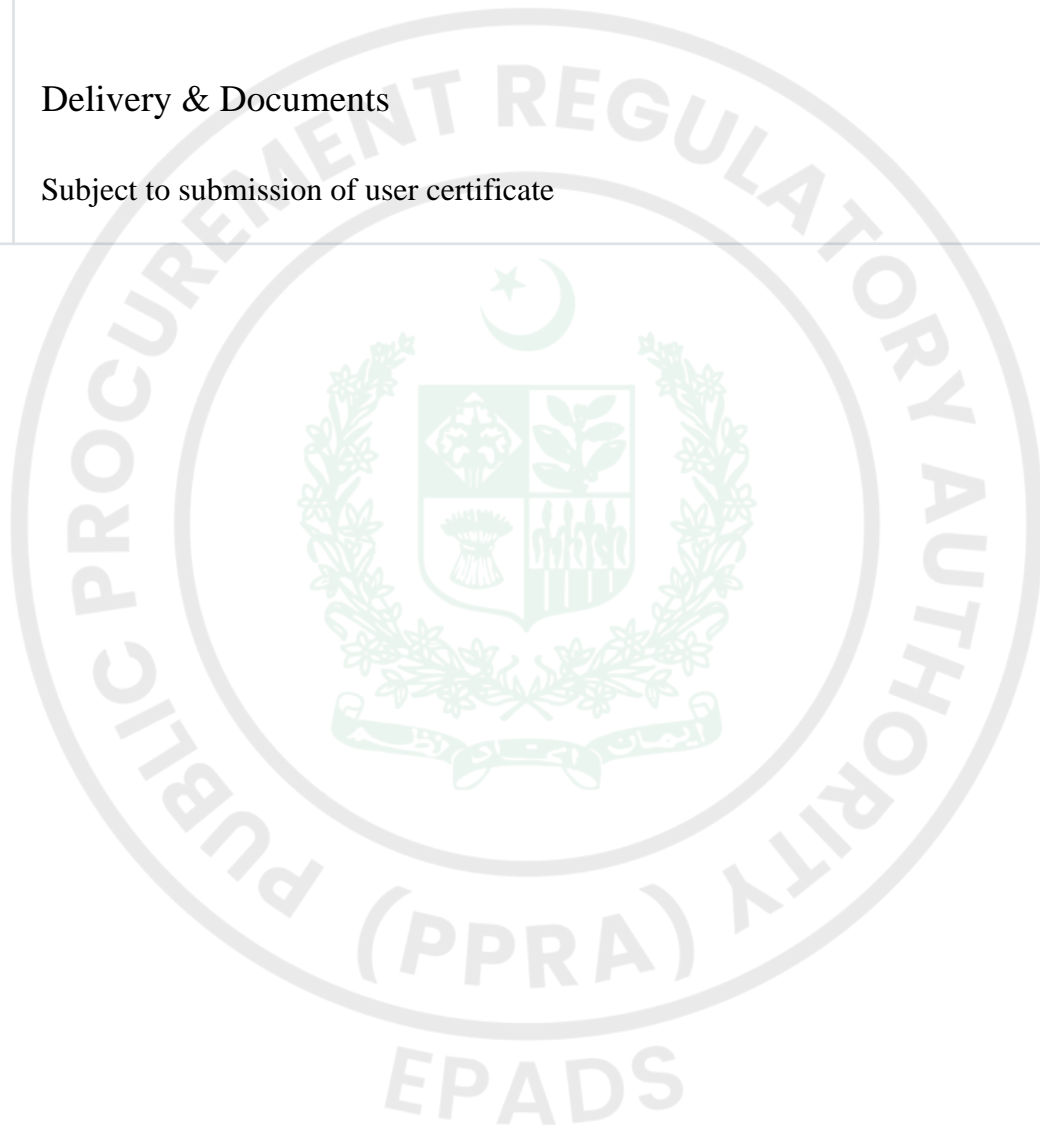 Delivery & Documents
Subject to submission of user certificate
PUBLIC PROCUREMENT REGULATORY AUTHORITY
(PPRA)
EPADS